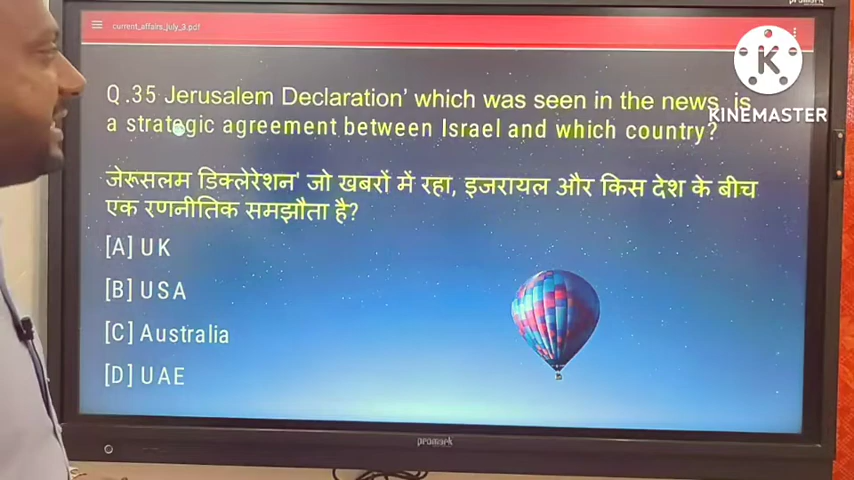 promark
current_affairs_july_3.pdf
K
KINEMASTER
Q.35 Jerusalem Declaration' which was seen in the news, is
a strategic agreement between Israel and which country?
जेरूसलम डिक्लेरेशन' जो खबरों में रहा, इजरायल और किस देश के बीच
एक रणनीतिक समझौता है?
[A] UK
[B] USA
[C] Australia
[D] UAE
promark